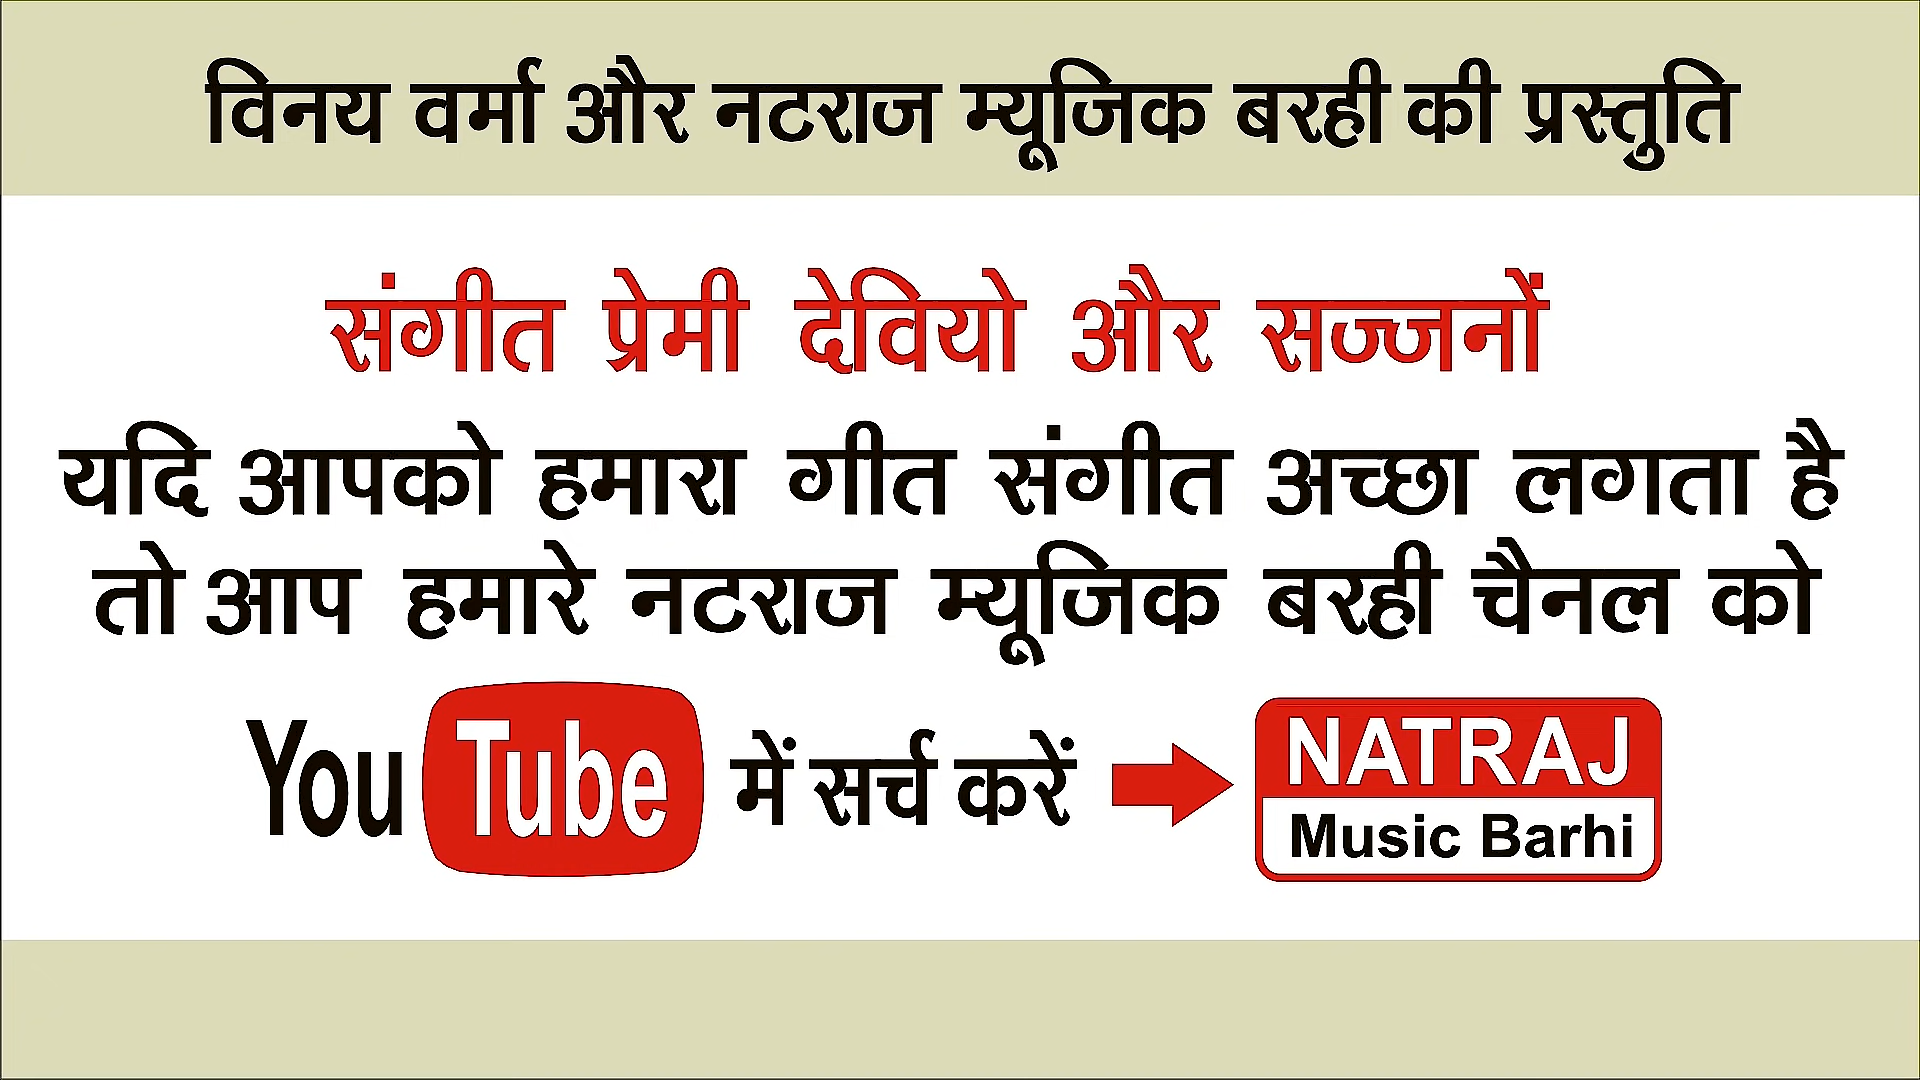 विनय वर्मा और नटराज म्यूजिक बरही की प्रस्तुति
संगीत प्रेमी देवियो और सज्जनों
यदि आपको हमारा गीत संगीत अच्छा लगता है
तो आप हमारे नटराज म्यूजिक बरही चैनल को
YouTube में सर्च करें NATRAJ
Music Barhi